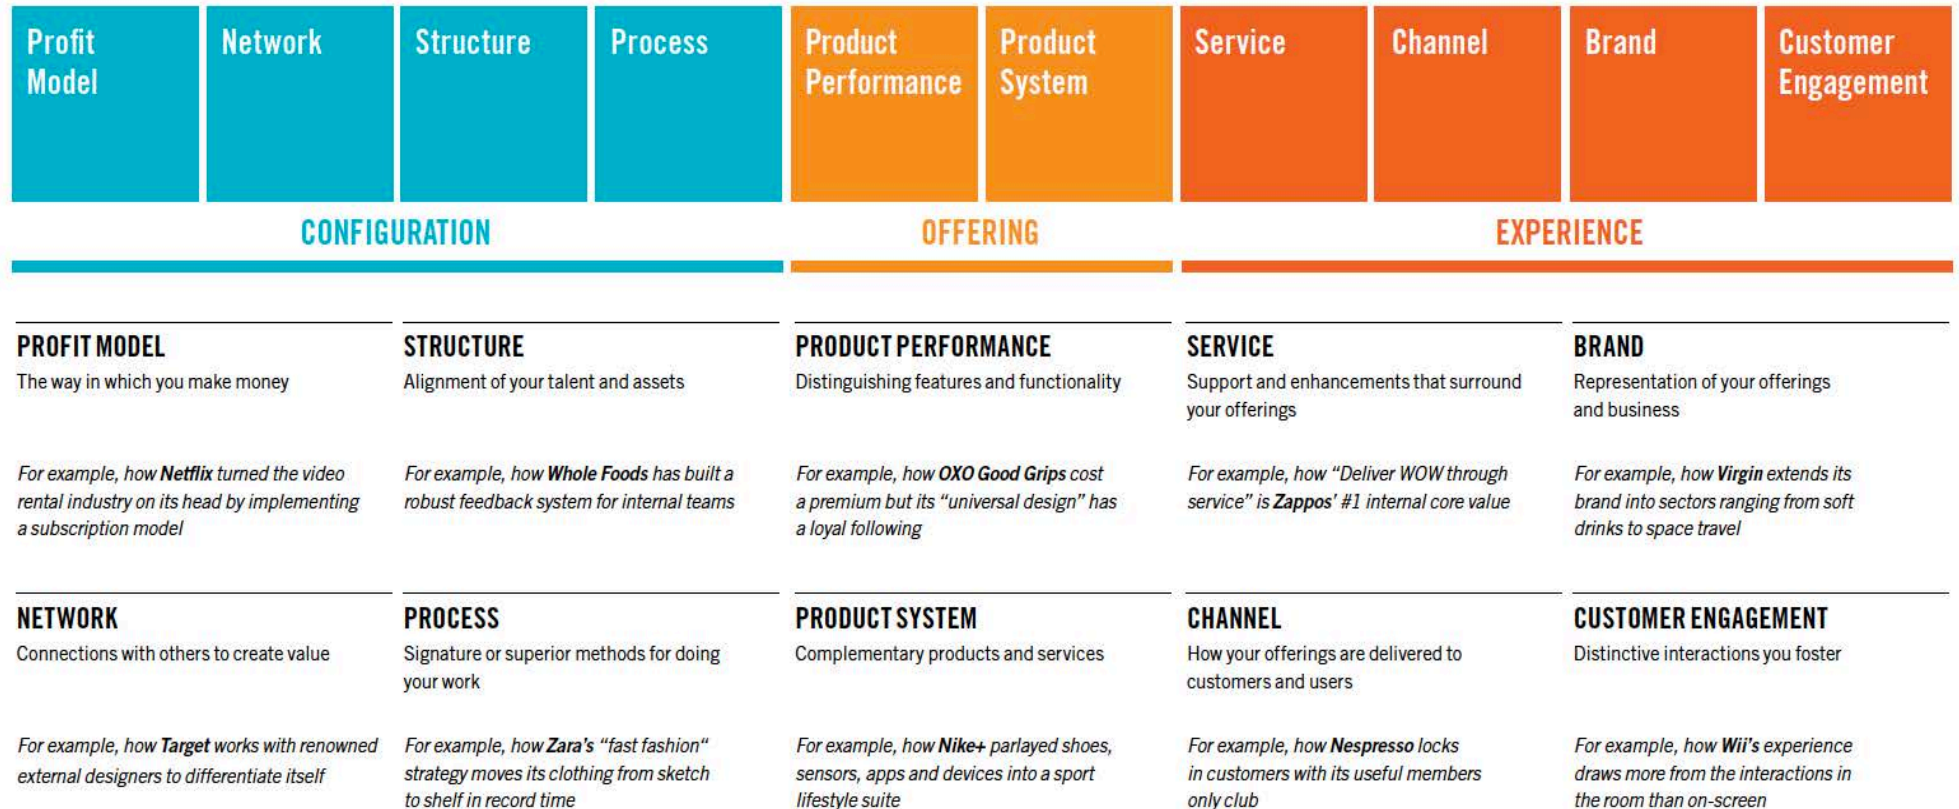 Profit
Model
Network
Structure
Process
Product
Performance
Product
System
Service
Channel
Brand
Customer
Engagement
CONFIGURATION
OFFERING
EXPERIENCE
PROFIT MODEL
The way in which you make money
For example, how Netflix turned the video
rental industry on its head by implementing
a subscription model
STRUCTURE
Alignment of your talent and assets
For example, how Whole Foods has built a
robust feedback system for internal teams
PRODUCT PERFORMANCE
Distinguishing features and functionality
For example, how OXO Good Grips cost
a premium but its “universal design” has
a loyal following
SERVICE
Support and enhancements that surround
your offerings
For example, how “Deliver WOW through
service” is Zappos’ #1 internal core value
BRAND
Representation of your offerings
and business
For example, how Virgin extends its
brand into sectors ranging from soft
drinks to space travel
NETWORK
Connections with others to create value
For example, how Target works with renowned
external designers to differentiate itself
PROCESS
Signature or superior methods for doing
your work
For example, how Zara’s “fast fashion“
strategy moves its clothing from sketch
to shelf in record time
PRODUCT SYSTEM
Complementary products and services
For example, how Nike+ parlayed shoes,
sensors, apps and devices into a sport
lifestyle suite
CHANNEL
How your offerings are delivered to
customers and users
For example, how Nespresso locks
in customers with its useful members
only club
CUSTOMER ENGAGEMENT
Distinctive interactions you foster
For example, how Wii’s experience
draws more from the interactions in
the room than on-screen